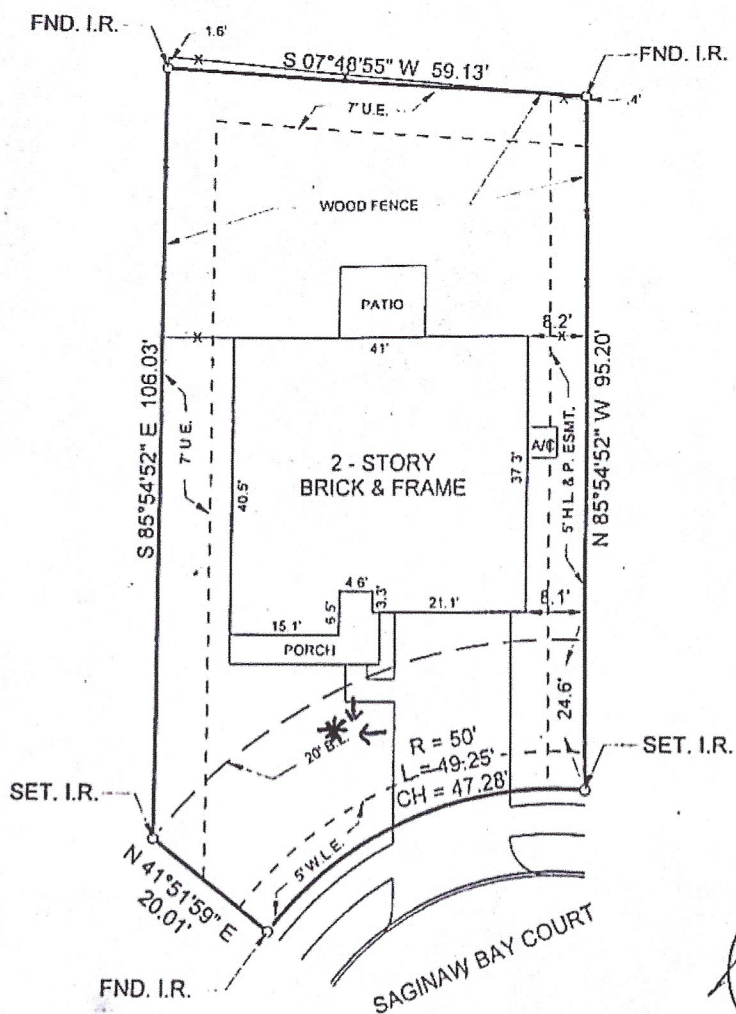 FND. I.R.
1.6'
S 07°48'55" W 59.13'
FND. I.R.
.4'
7' U.E.
WOOD FENCE
PATIO
8.2'
41'
S 85°54'52" E 106.03'
7' U.E.
40.5'
2 - STORY
BRICK & FRAME
37.3'
A/C
5' H.L. & P. ESMT.
N 85°54'52" W 95.20'
4.6'
3.3'
5.5'
21.1'
8.1'
15.1'
PORCH
24.6'
20' B.L.
R = 50'
L = 49.25'
CH = 47.28'
SET. I.R.
SET. I.R.
N 41°51'59" E
20.01'
5' W.L.E.
FND. I.R.
SAGINAW BAY COURT